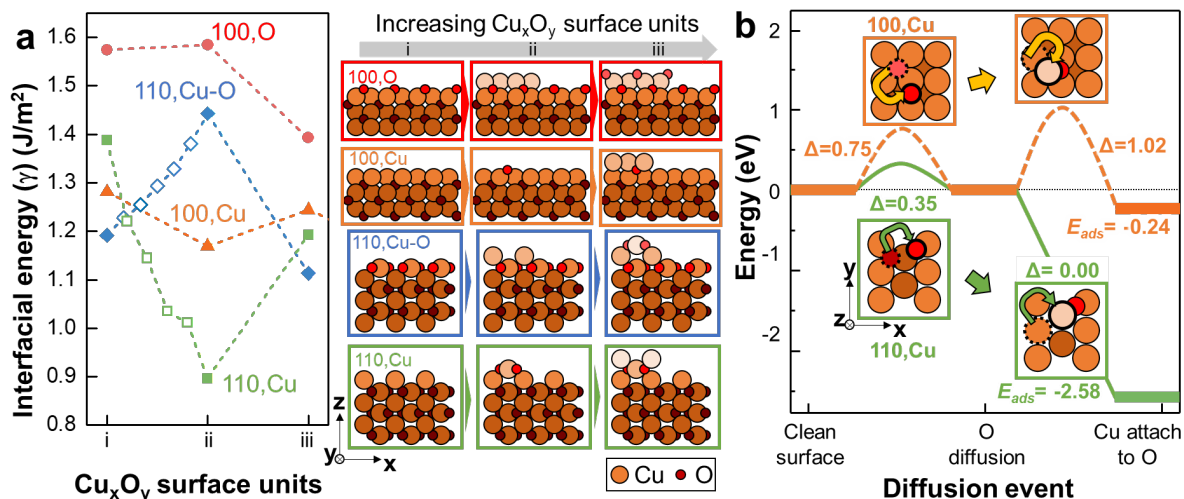 a
Interfacial energy (γ) (J/m²)
1.6
1.5
1.4
1.3
1.2
1.1
1.0
0.9
0.8
100,O
110,Cu-O
100,Cu
110,Cu
i
ii
iii
CuₓOᵧ surface units
Increasing CuₓOᵧ surface units
i
ii
iii
100,O
100,Cu
110,Cu-O
110,Cu
z
y
x
Cu
O
b
Energy (eV)
2
1
0
-1
-2
100,Cu
Δ=0.75
Δ=1.02
Δ=0.35
E_ads= -0.24
Δ= 0.00
y
z
x
110,Cu
E_ads= -2.58
Clean
surface
O
diffusion
Cu attach
to O
Diffusion event